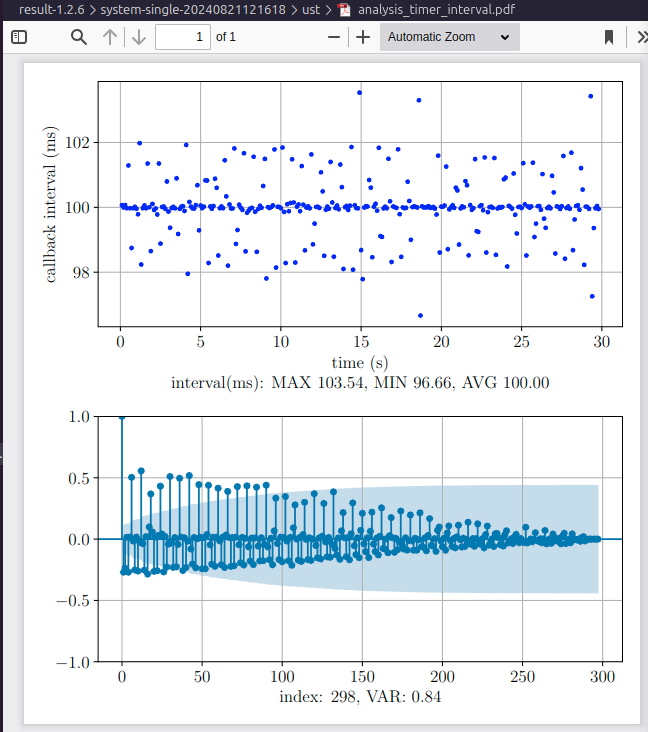 result-1.2.6 › system-single-20240821121618 › ust › analysis_timer_interval.pdf
1 of 1 Automatic Zoom
callback interval (ms)
102
100
98
0 5 10 15 20 25 30
time (s)
interval(ms): MAX 103.54, MIN 96.66, AVG 100.00
1.0
0.5
0.0
−0.5
−1.0
0 50 100 150 200 250 300
index: 298, VAR: 0.84